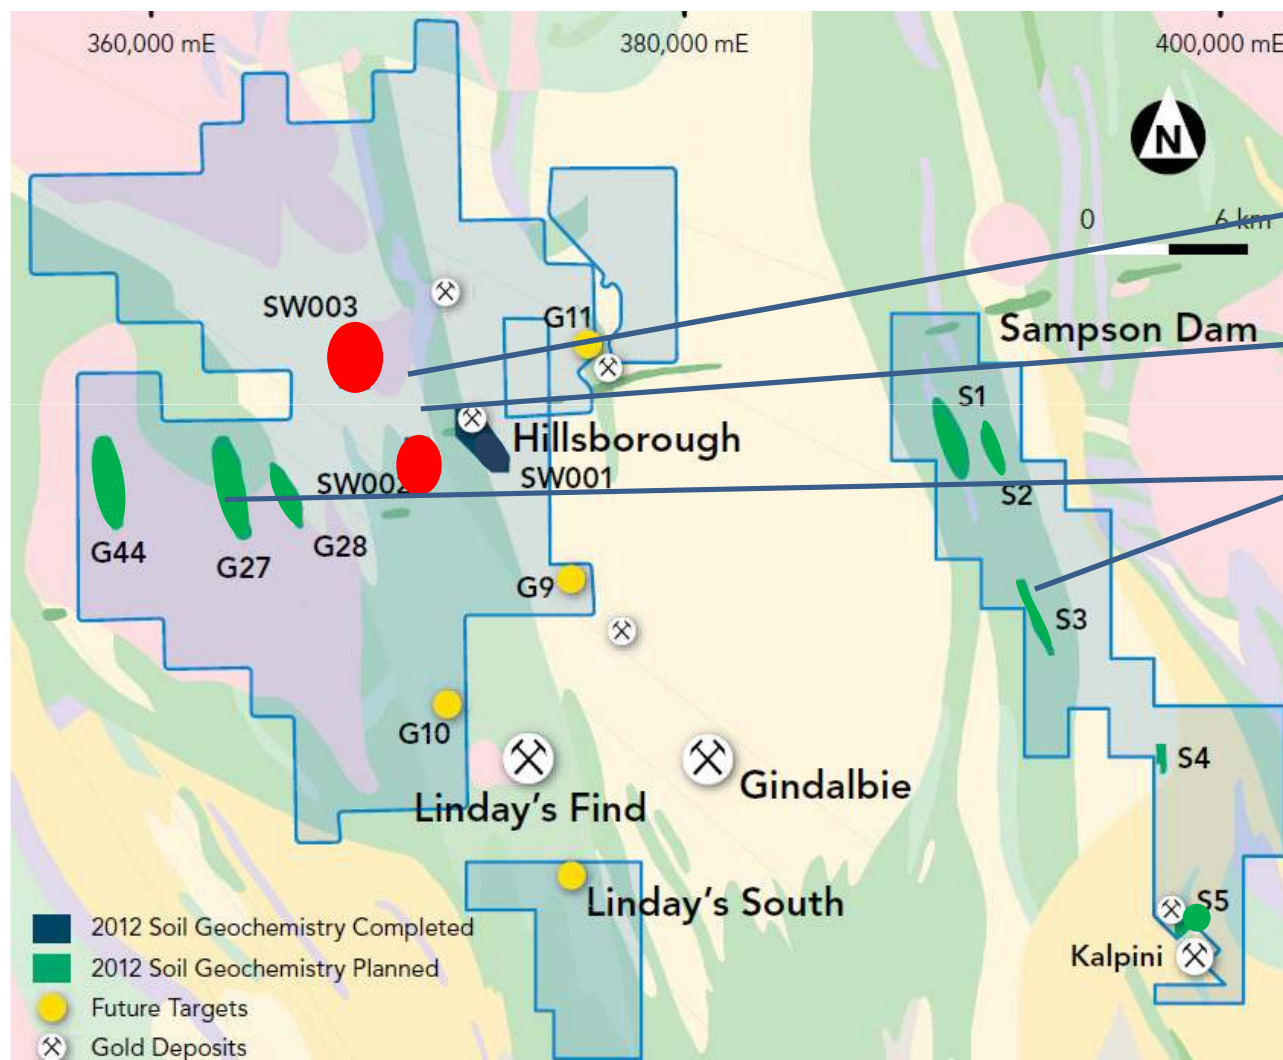 360,000 mE
380,000 mE
400,000 mE
N
0
6 km
SW003
G11
Sampson Dam
S1
Hillsborough
SW002
SW001
S2
G44
G27
G28
G9
S3
G10
S4
Gindalbie
Linday's Find
Linday's South
S5
Kalpini
2012 Soil Geochemistry Completed
2012 Soil Geochemistry Planned
Future Targets
Gold Deposits